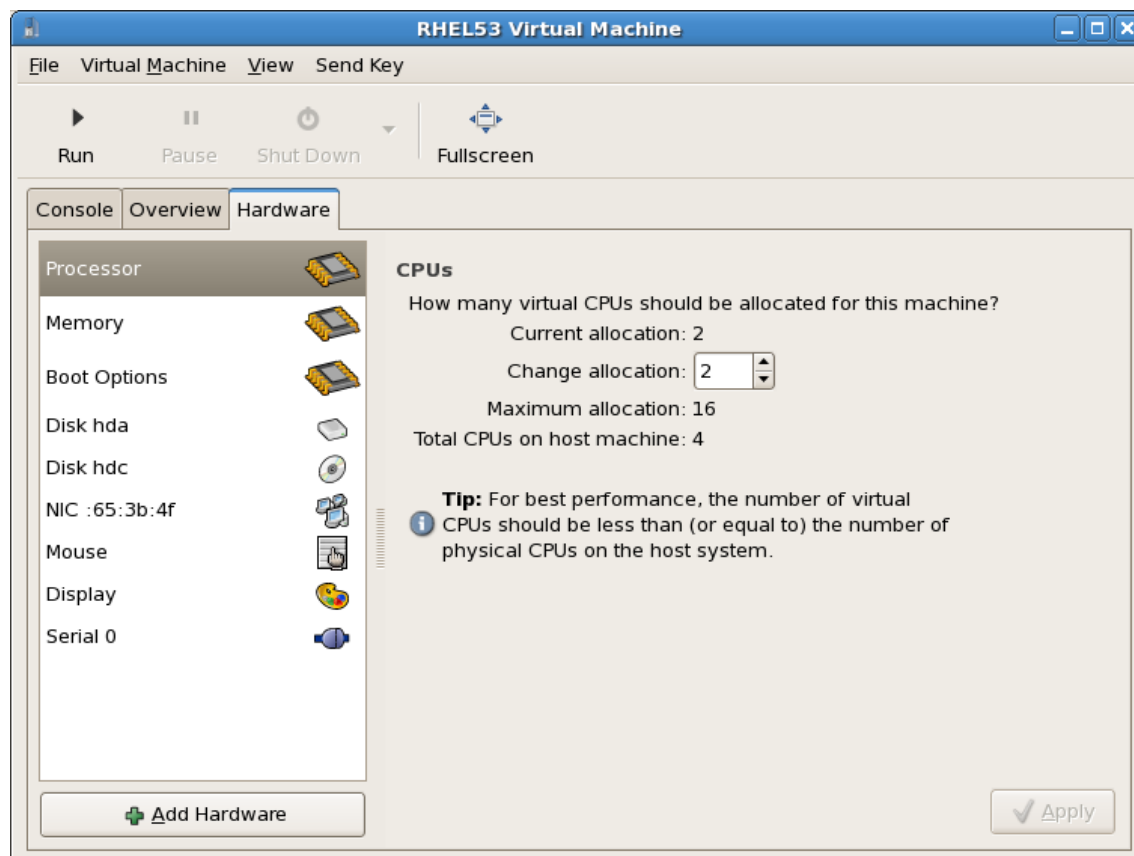 RHEL53 Virtual Machine
File Virtual Machine View Send Key
Run Pause Shut Down Fullscreen
Console Overview Hardware
Processor
Memory
Boot Options
Disk hda
Disk hdc
NIC :65:3b:4f
Mouse
Display
Serial 0
Add Hardware
CPUs
How many virtual CPUs should be allocated for this machine?
Current allocation: 2
Change allocation: 2
Maximum allocation: 16
Total CPUs on host machine: 4
Tip: For best performance, the number of virtual
CPUs should be less than (or equal to) the number of
physical CPUs on the host system.
Apply